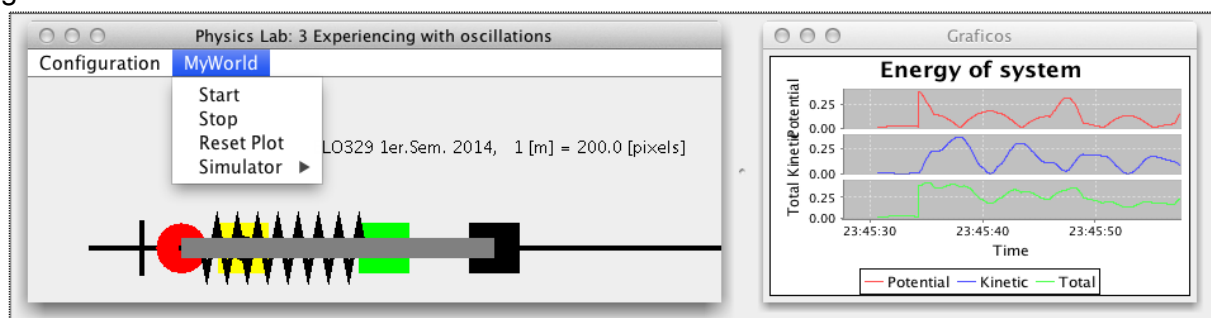 Physics Lab: 3 Experiencing with oscillations
Configuration MyWorld
Start
Stop
Reset Plot
Simulator
LO329 1er.Sem. 2014, 1 [m] = 200.0 [pixels]
Graficos
Energy of system
Potential
0.25
0.00
Kinetic
0.25
0.00
Total
0.25
0.00
23:45:30 23:45:40 23:45:50
Time
Potential Kinetic Total